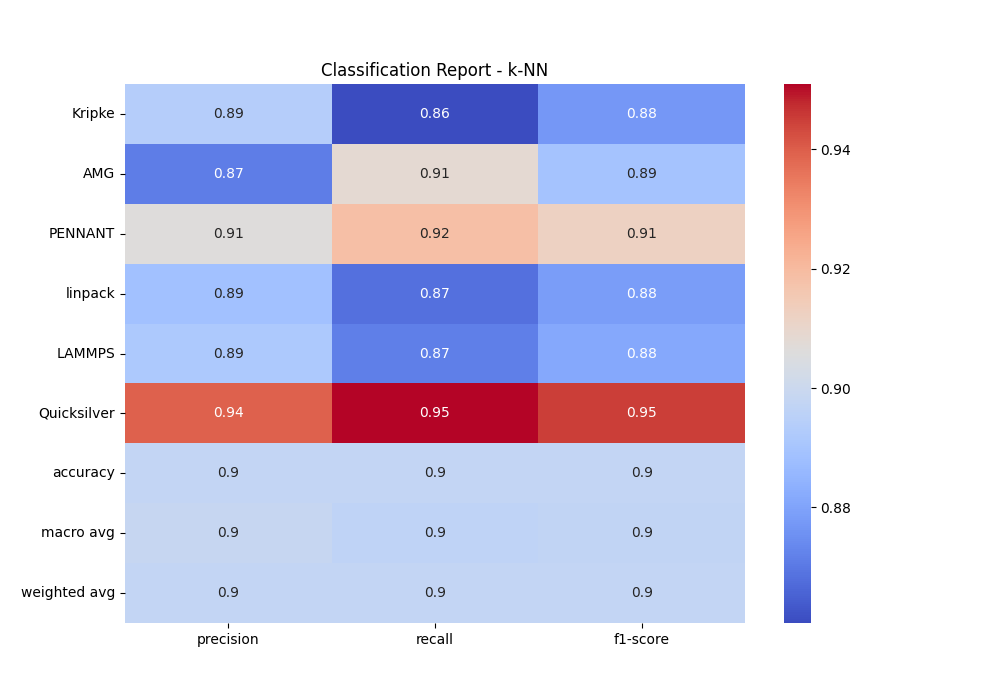 Classification Report - k-NN
Kripke 0.89 0.86 0.88
AMG 0.87 0.91 0.89
PENNANT 0.91 0.92 0.91
linpack 0.89 0.87 0.88
LAMMPS 0.89 0.87 0.88
Quicksilver 0.94 0.95 0.95
accuracy 0.9 0.9 0.9
macro avg 0.9 0.9 0.9
weighted avg 0.9 0.9 0.9
precision recall f1-score
0.94
0.92
0.90
0.88